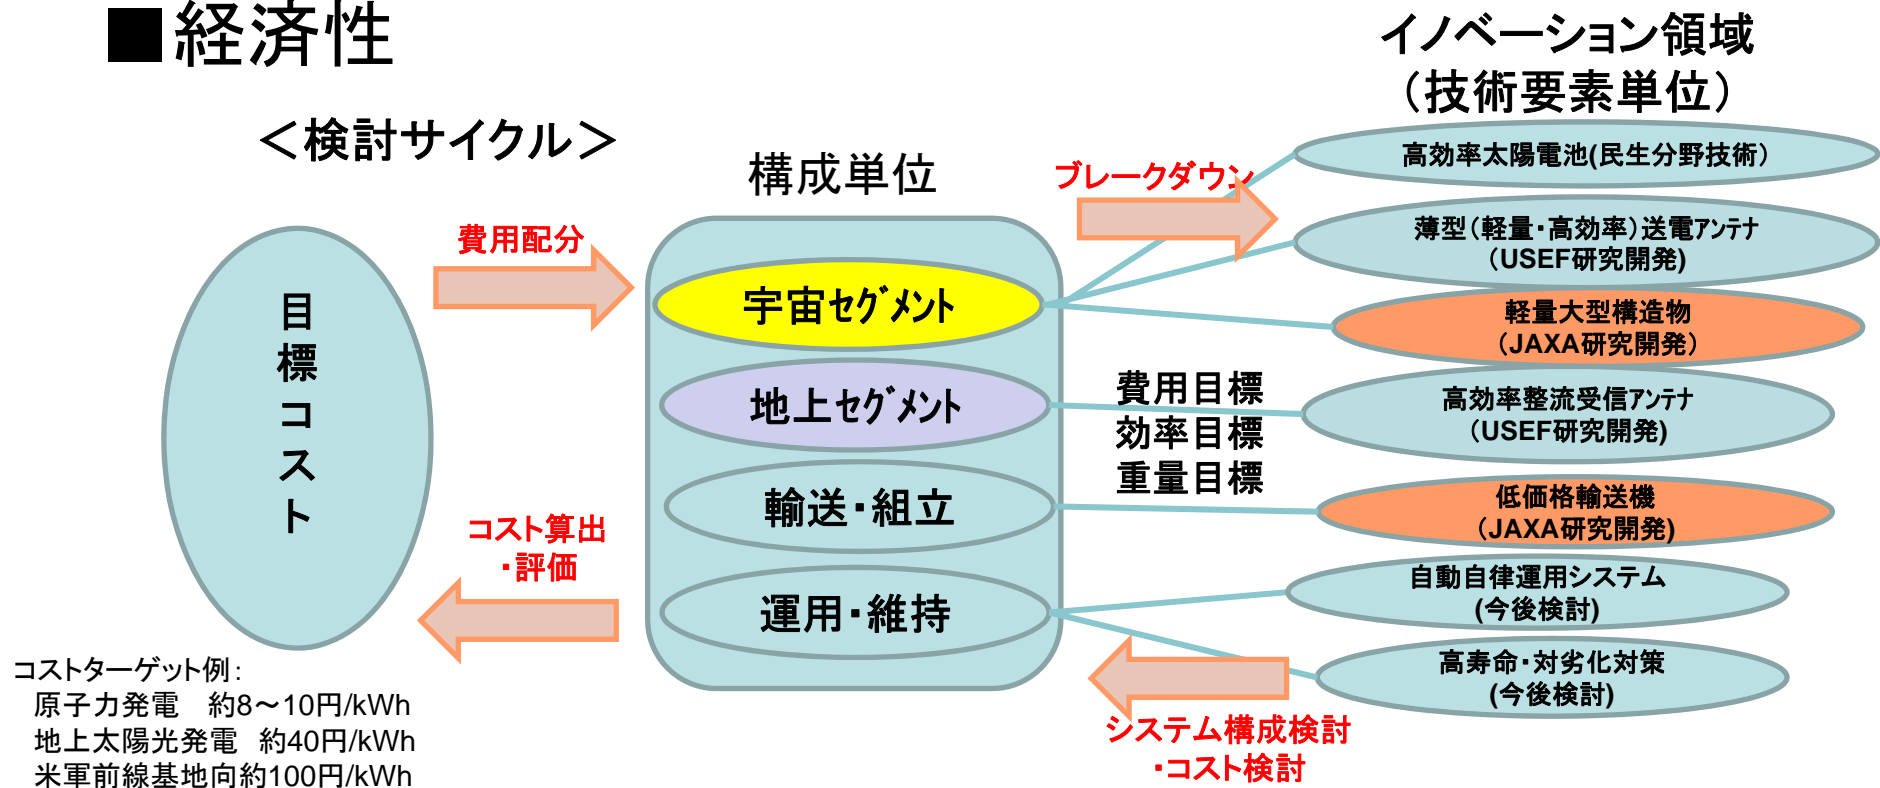 ■経済性
＜検討サイクル＞
構成単位
イノベーション領域
（技術要素単位）
費用配分
ブレークダウン
目
標
コ
ス
ト
宇宙セグメント
地上セグメント
輸送・組立
運用・維持
高効率太陽電池(民生分野技術）
薄型（軽量・高効率）送電アンテナ
（USEF研究開発)
軽量大型構造物
（JAXA研究開発）
費用目標
効率目標
重量目標
高効率整流受信アンテナ
（USEF研究開発)
低価格輸送機
（JAXA研究開発)
自動自律運用システム
(今後検討)
高寿命・対劣化対策
(今後検討)
コスト算出
・評価
システム構成検討
・コスト検討
コストターゲット例：
原子力発電　約8～10円/kWh
地上太陽光発電　約40円/kWh
米軍前線基地向約100円/kWh